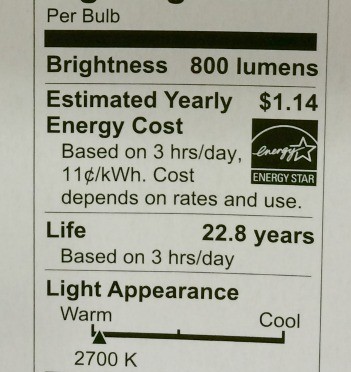 Per Bulb
Brightness 800 lumens
Estimated Yearly $1.14
Energy Cost
Based on 3 hrs/day,
11¢/kWh. Cost
depends on rates and use.
energy
ENERGY STAR
Life 22.8 years
Based on 3 hrs/day
Light Appearance
Warm Cool
2700 K